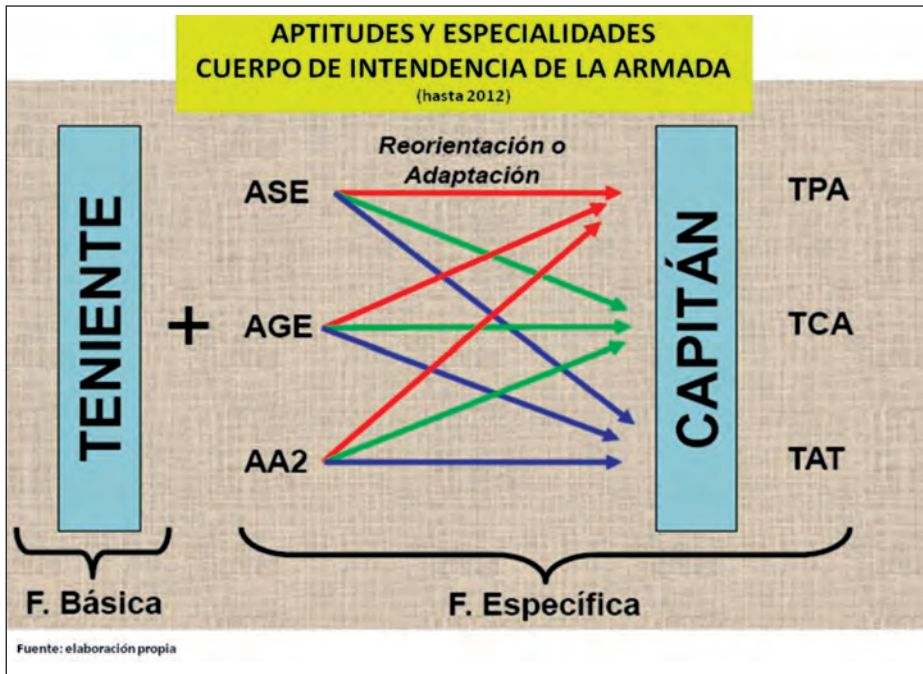 APTITUDES Y ESPECIALIDADES
CUERPO DE INTENDENCIA DE LA ARMADA
(hasta 2012)
TENIENTE
+
Reorientación o
Adaptación
ASE
AGE
AA2
CAPITÁN
TPA
TCA
TAT
F. Básica
F. Específica
Fuente: elaboración propia